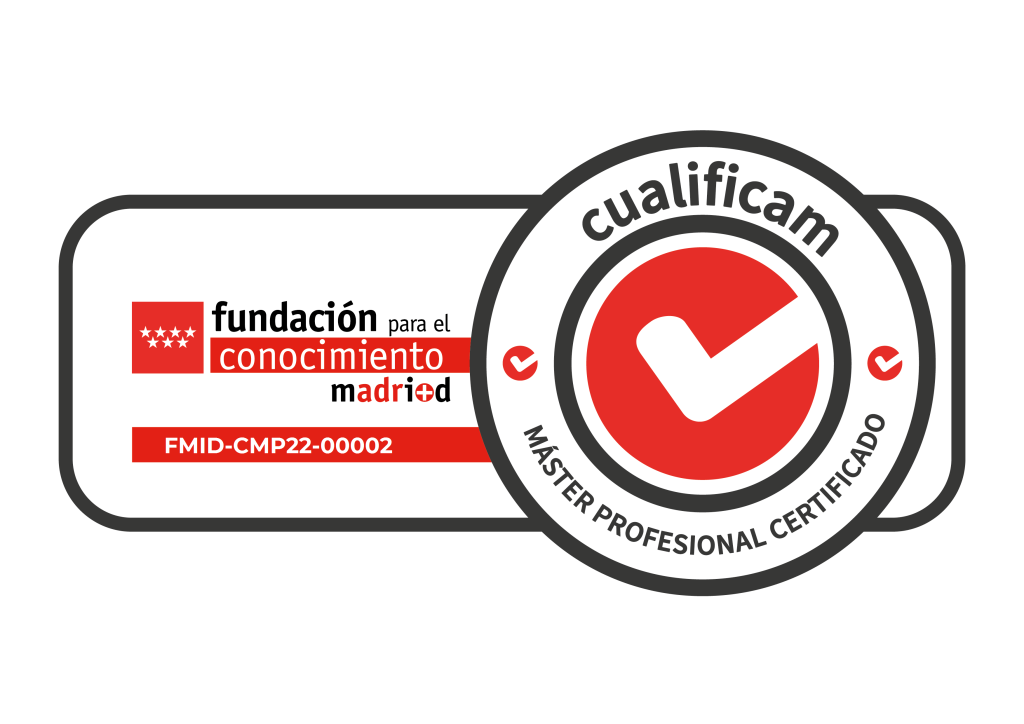 fundación para el
conocimiento
madri+d
FMID-CMP22-00002
cualificam
MÁSTER PROFESIONAL CERTIFICADO